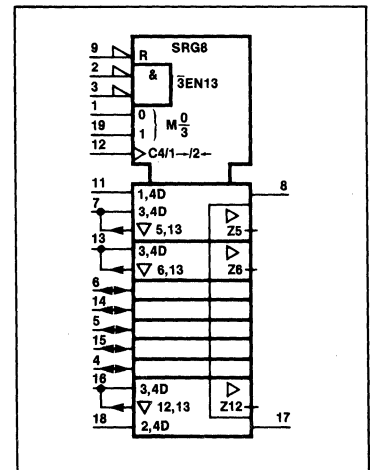 SRG8
9 R
2 &
3 3̅EN13
1 0
19 1 M 0/3
12 C4/1→/2←
11 1,4D 8
7 3,4D
▽ 5,13 Z5
13 3,4D
▽ 6,13 Z6
6
14
5
15
4
16 3,4D
▽ 12,13 Z12
18 2,4D 17